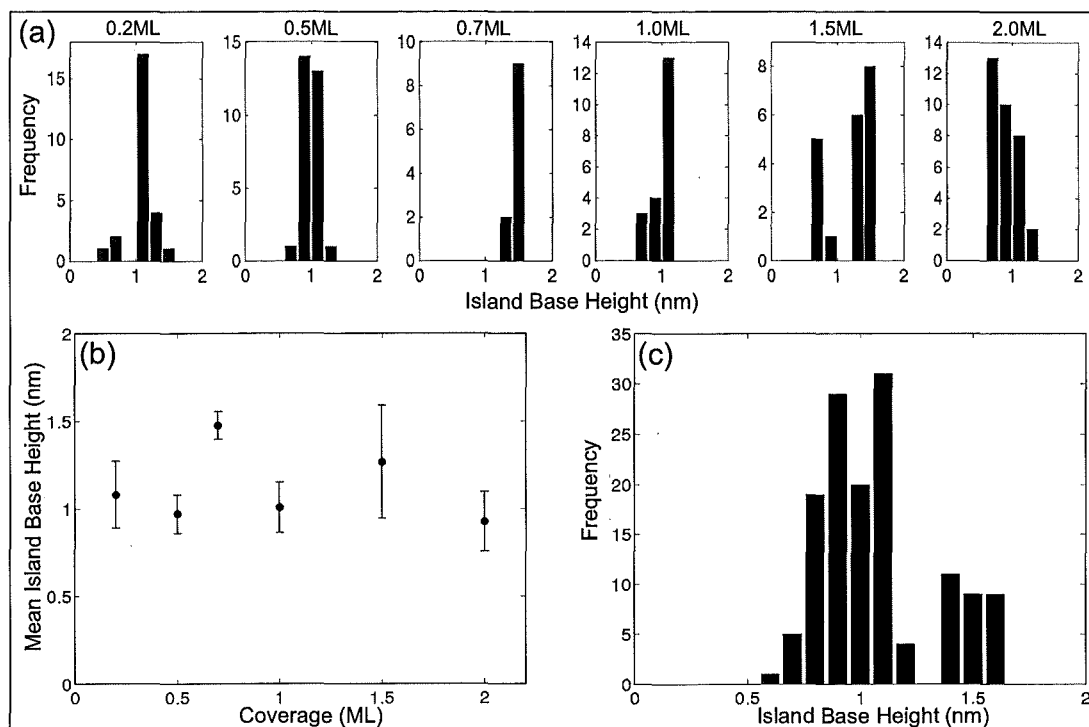 (a)
0.2ML 0.5ML 0.7ML 1.0ML 1.5ML 2.0ML
Frequency
15
10
5
0
0 1 2
15
10
5
0
0 1 2
10
8
6
4
2
0
0 1 2
14
12
10
8
6
4
2
0
0 1 2
8
6
4
2
0
0 1 2
14
12
10
8
6
4
2
0
0 1 2
Island Base Height (nm)
(b)
Mean Island Base Height (nm)
2
1.5
1
0.5
0
0 0.5 1 1.5 2
Coverage (ML)
(c)
Frequency
35
30
25
20
15
10
5
0
0 0.5 1 1.5 2
Island Base Height (nm)